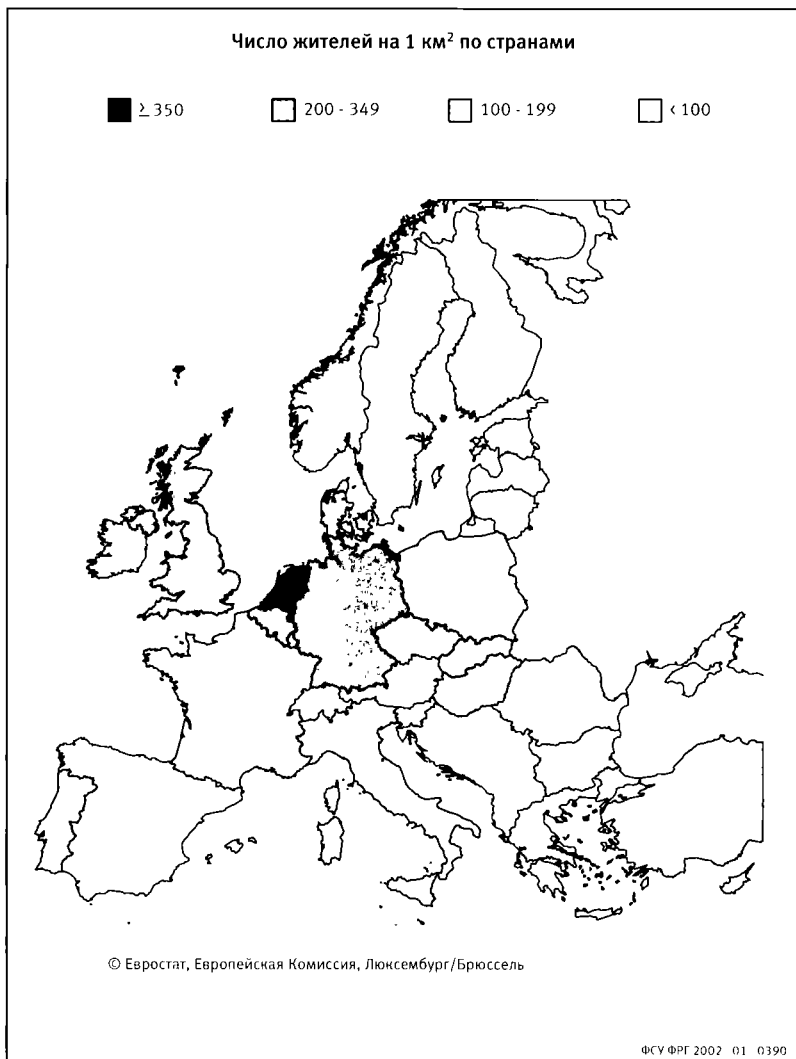 Число жителей на 1 км² по странами
≥ 350 200 - 349 100 - 199 < 100
© Евростат, Европейская Комиссия, Люксембург/Брюссель
ФСУ ФРГ 2002 01 0390